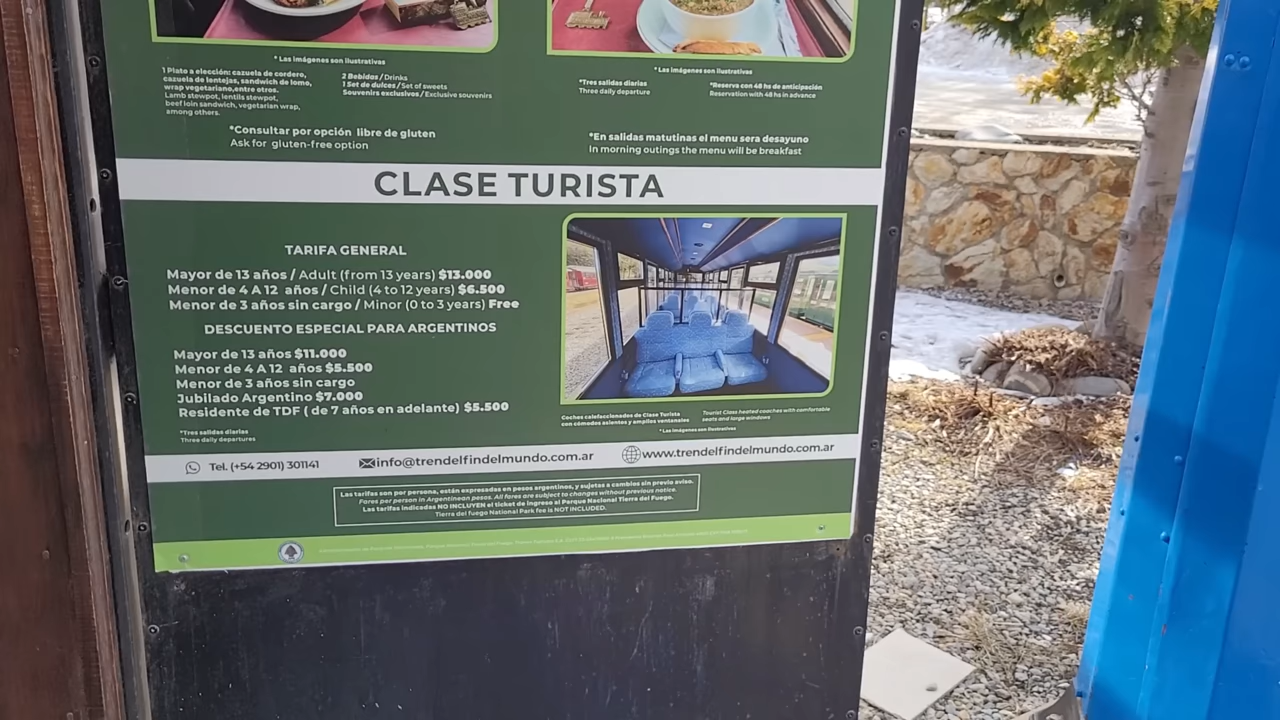 * Las imágenes son ilustrativas
1 Plato a elección: cazuela de cordero,
cazuela de lentejas, sandwich de lomo,
wrap vegetariano,entre otros.
Lamb stewpot, lentils stewpot,
beef loin sandwich, vegetarian wrap,
among others.
2 Bebidas / Drinks
1 Set de dulces / Set of sweets
Souvenirs exclusivos / Exclusive souvenirs
*Consultar por opción libre de gluten
Ask for gluten-free option
* Las imágenes son ilustrativas
*Tres salidas diarias
Three daily departure
*Reserva con 48 hs de anticipación
Reservation with 48 hs in advance
*En salidas matutinas el menu sera desayuno
In morning outings the menu will be breakfast
CLASE TURISTA
TARIFA GENERAL
Mayor de 13 años / Adult (from 13 years) $13.000
Menor de 4 A 12 años / Child (4 to 12 years) $6.500
Menor de 3 años sin cargo / Minor (0 to 3 years) Free
DESCUENTO ESPECIAL PARA ARGENTINOS
Mayor de 13 años $11.000
Menor de 4 A 12 años $5.500
Menor de 3 años sin cargo
Jubilado Argentino $7.000
Residente de TDF ( de 7 años en adelante) $5.500
*Tres salidas diarias
Three daily departures
Coches calefaccionados de Clase Turista
con cómodos asientos y amplios ventanales
Tourist Class heated coaches with comfortable
seats and large windows
* Las imágenes son ilustrativas
Tel. (+54 2901) 301141
info@trendelfindelmundo.com.ar
www.trendelfindelmundo.com.ar
Las tarifas son por persona, están expresadas en pesos argentinos, y sujetas a cambios sin previo aviso.
Fares per person in Argentinean pesos. All fares are subject to changes without previous notice.
Las tarifas indicadas NO INCLUYEN el ticket de ingreso al Parque Nacional Tierra del Fuego.
Tierra del fuego National Park fee is NOT INCLUDED.